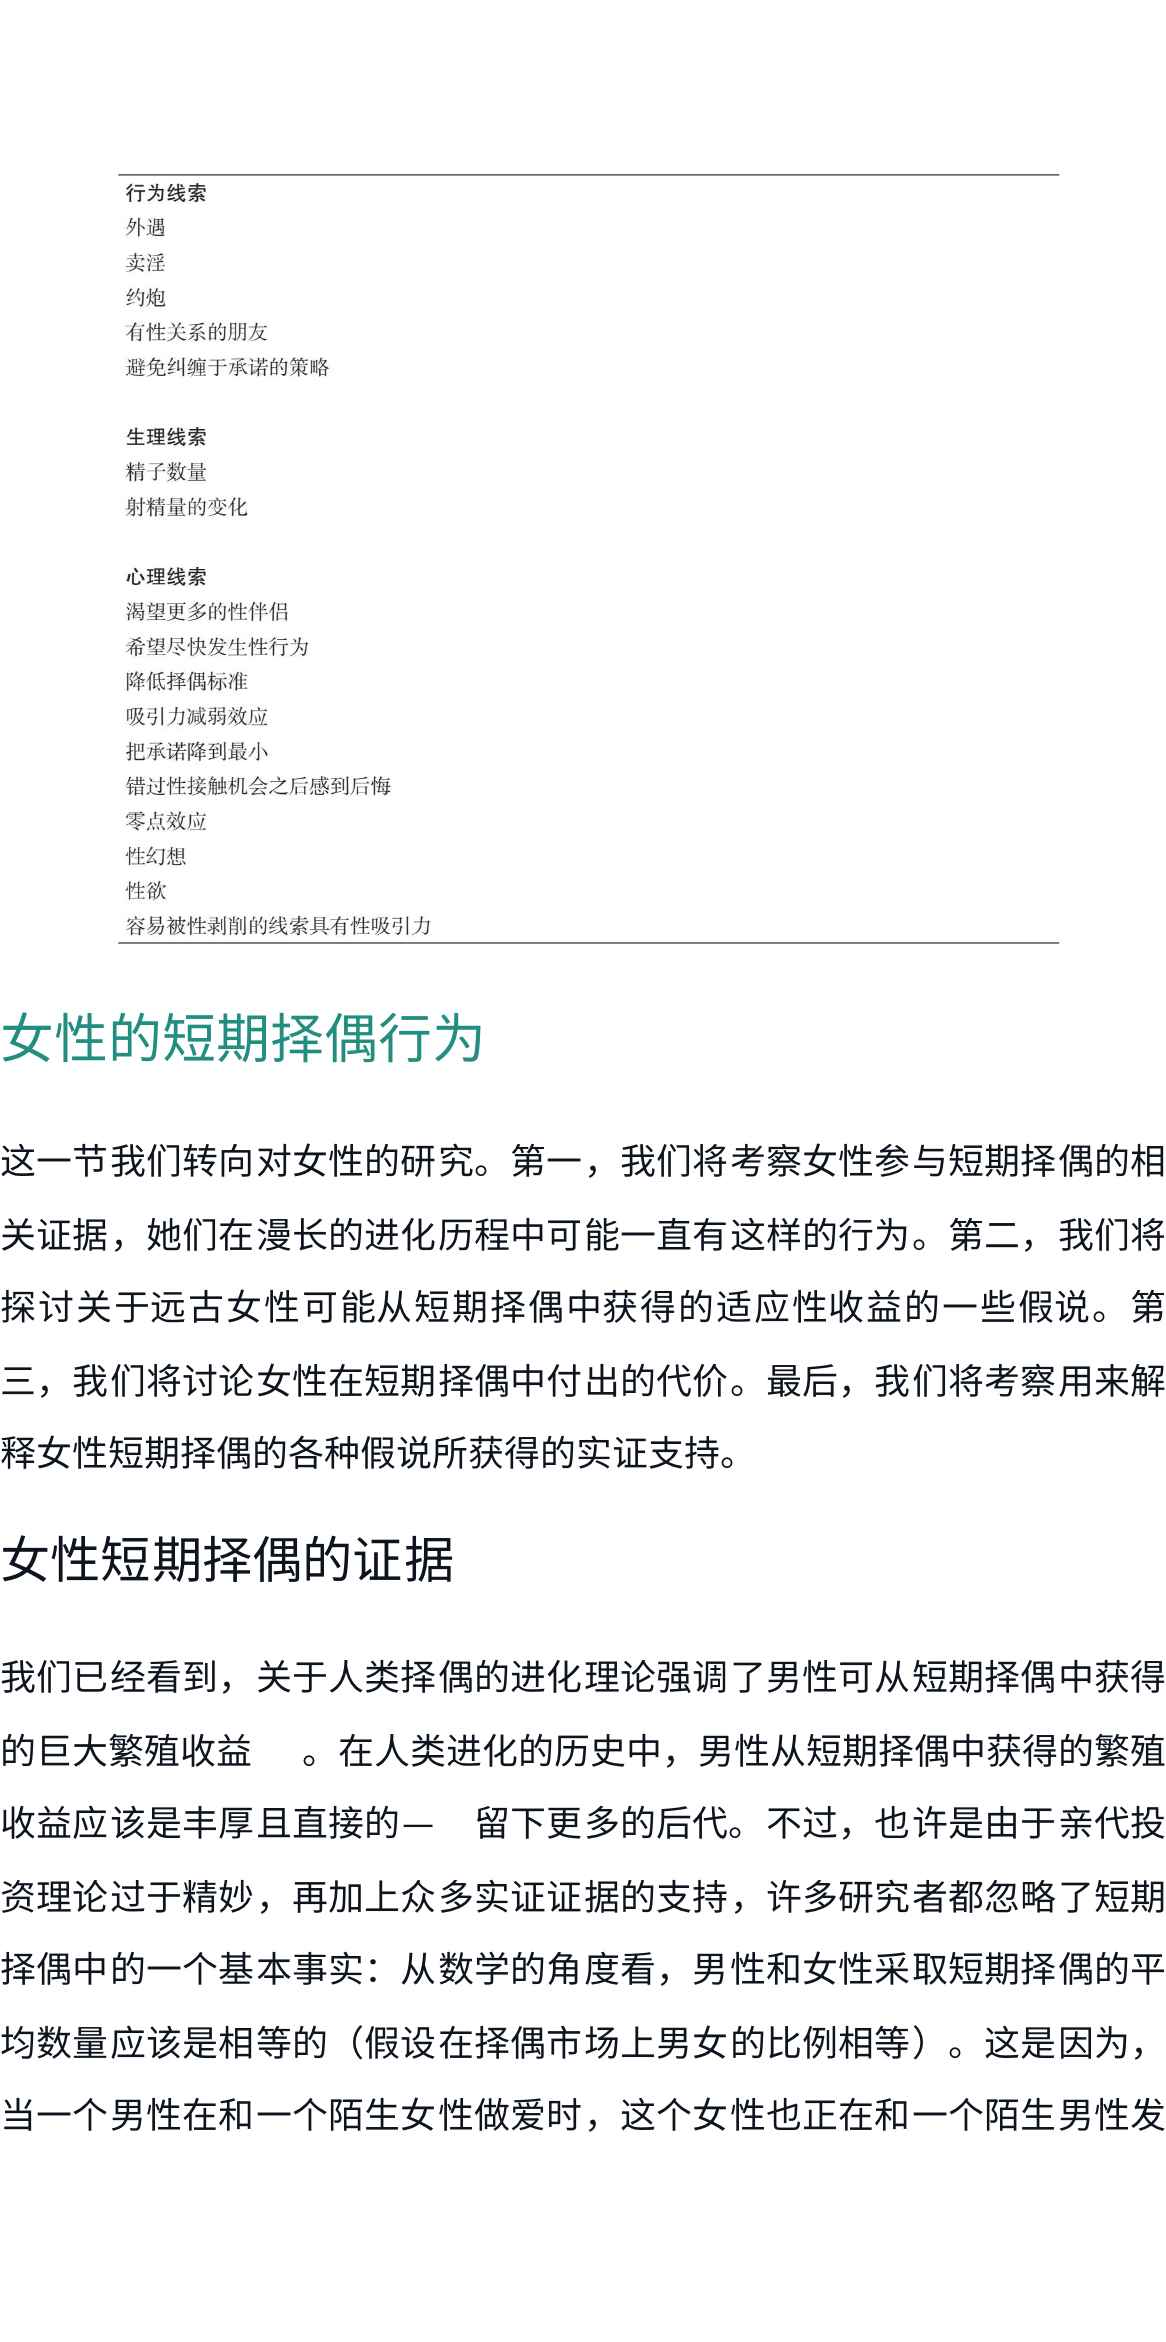 行为线索
外遇
卖淫
约炮
有性关系的朋友
避免纠缠于承诺的策略
生理线索
精子数量
射精量的变化
心理线索
渴望更多的性伴侣
希望尽快发生性行为
降低择偶标准
吸引力减弱效应
把承诺降到最小
错过性接触机会之后感到后悔
零点效应
性幻想
性欲
容易被性剥削的线索具有性吸引力
女性的短期择偶行为
这一节我们转向对女性的研究。第一，我们将考察女性参与短期择偶的相
关证据，她们在漫长的进化历程中可能一直有这样的行为。第二，我们将
探讨关于远古女性可能从短期择偶中获得的适应性收益的一些假说。第
三，我们将讨论女性在短期择偶中付出的代价。最后，我们将考察用来解
释女性短期择偶的各种假说所获得的实证支持。
女性短期择偶的证据
我们已经看到，关于人类择偶的进化理论强调了男性可从短期择偶中获得
的巨大繁殖收益　。在人类进化的历史中，男性从短期择偶中获得的繁殖
收益应该是丰厚且直接的—　留下更多的后代。不过，也许是由于亲代投
资理论过于精妙，再加上众多实证证据的支持，许多研究者都忽略了短期
择偶中的一个基本事实：从数学的角度看，男性和女性采取短期择偶的平
均数量应该是相等的（假设在择偶市场上男女的比例相等）。这是因为，
当一个男性在和一个陌生女性做爱时，这个女性也正在和一个陌生男性发